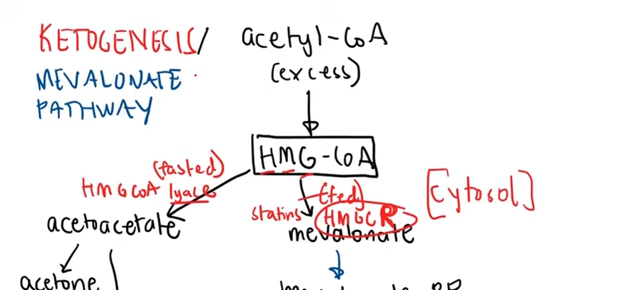 KETOGENESIS/
MEVALONATE
PATHWAY
acetyl-CoA
(excess)
HMG-CoA
(fasted)
HMGCoA lyase
acetoacetate
acetone
(fed)
statins
HMGCR
mevalonate
[Cytosol]